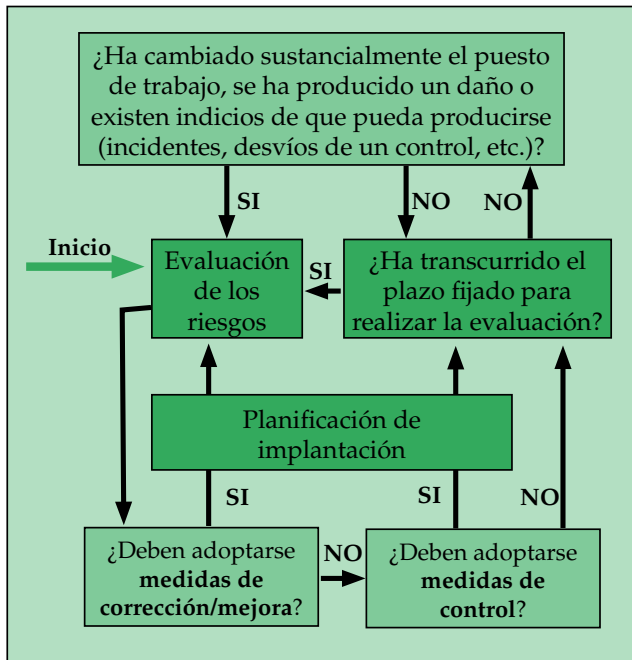 ¿Ha cambiado sustancialmente el puesto
de trabajo, se ha producido un daño o
existen indicios de que pueda producirse
(incidentes, desvíos de un control, etc.)?
SI
NO
NO
Inicio
Evaluación
de los
riesgos
SI
¿Ha transcurrido el
plazo fijado para
realizar la evaluación?
Planificación de
implantación
SI
SI
NO
¿Deben adoptarse
medidas de
corrección/mejora?
NO
¿Deben adoptarse
medidas de
control?